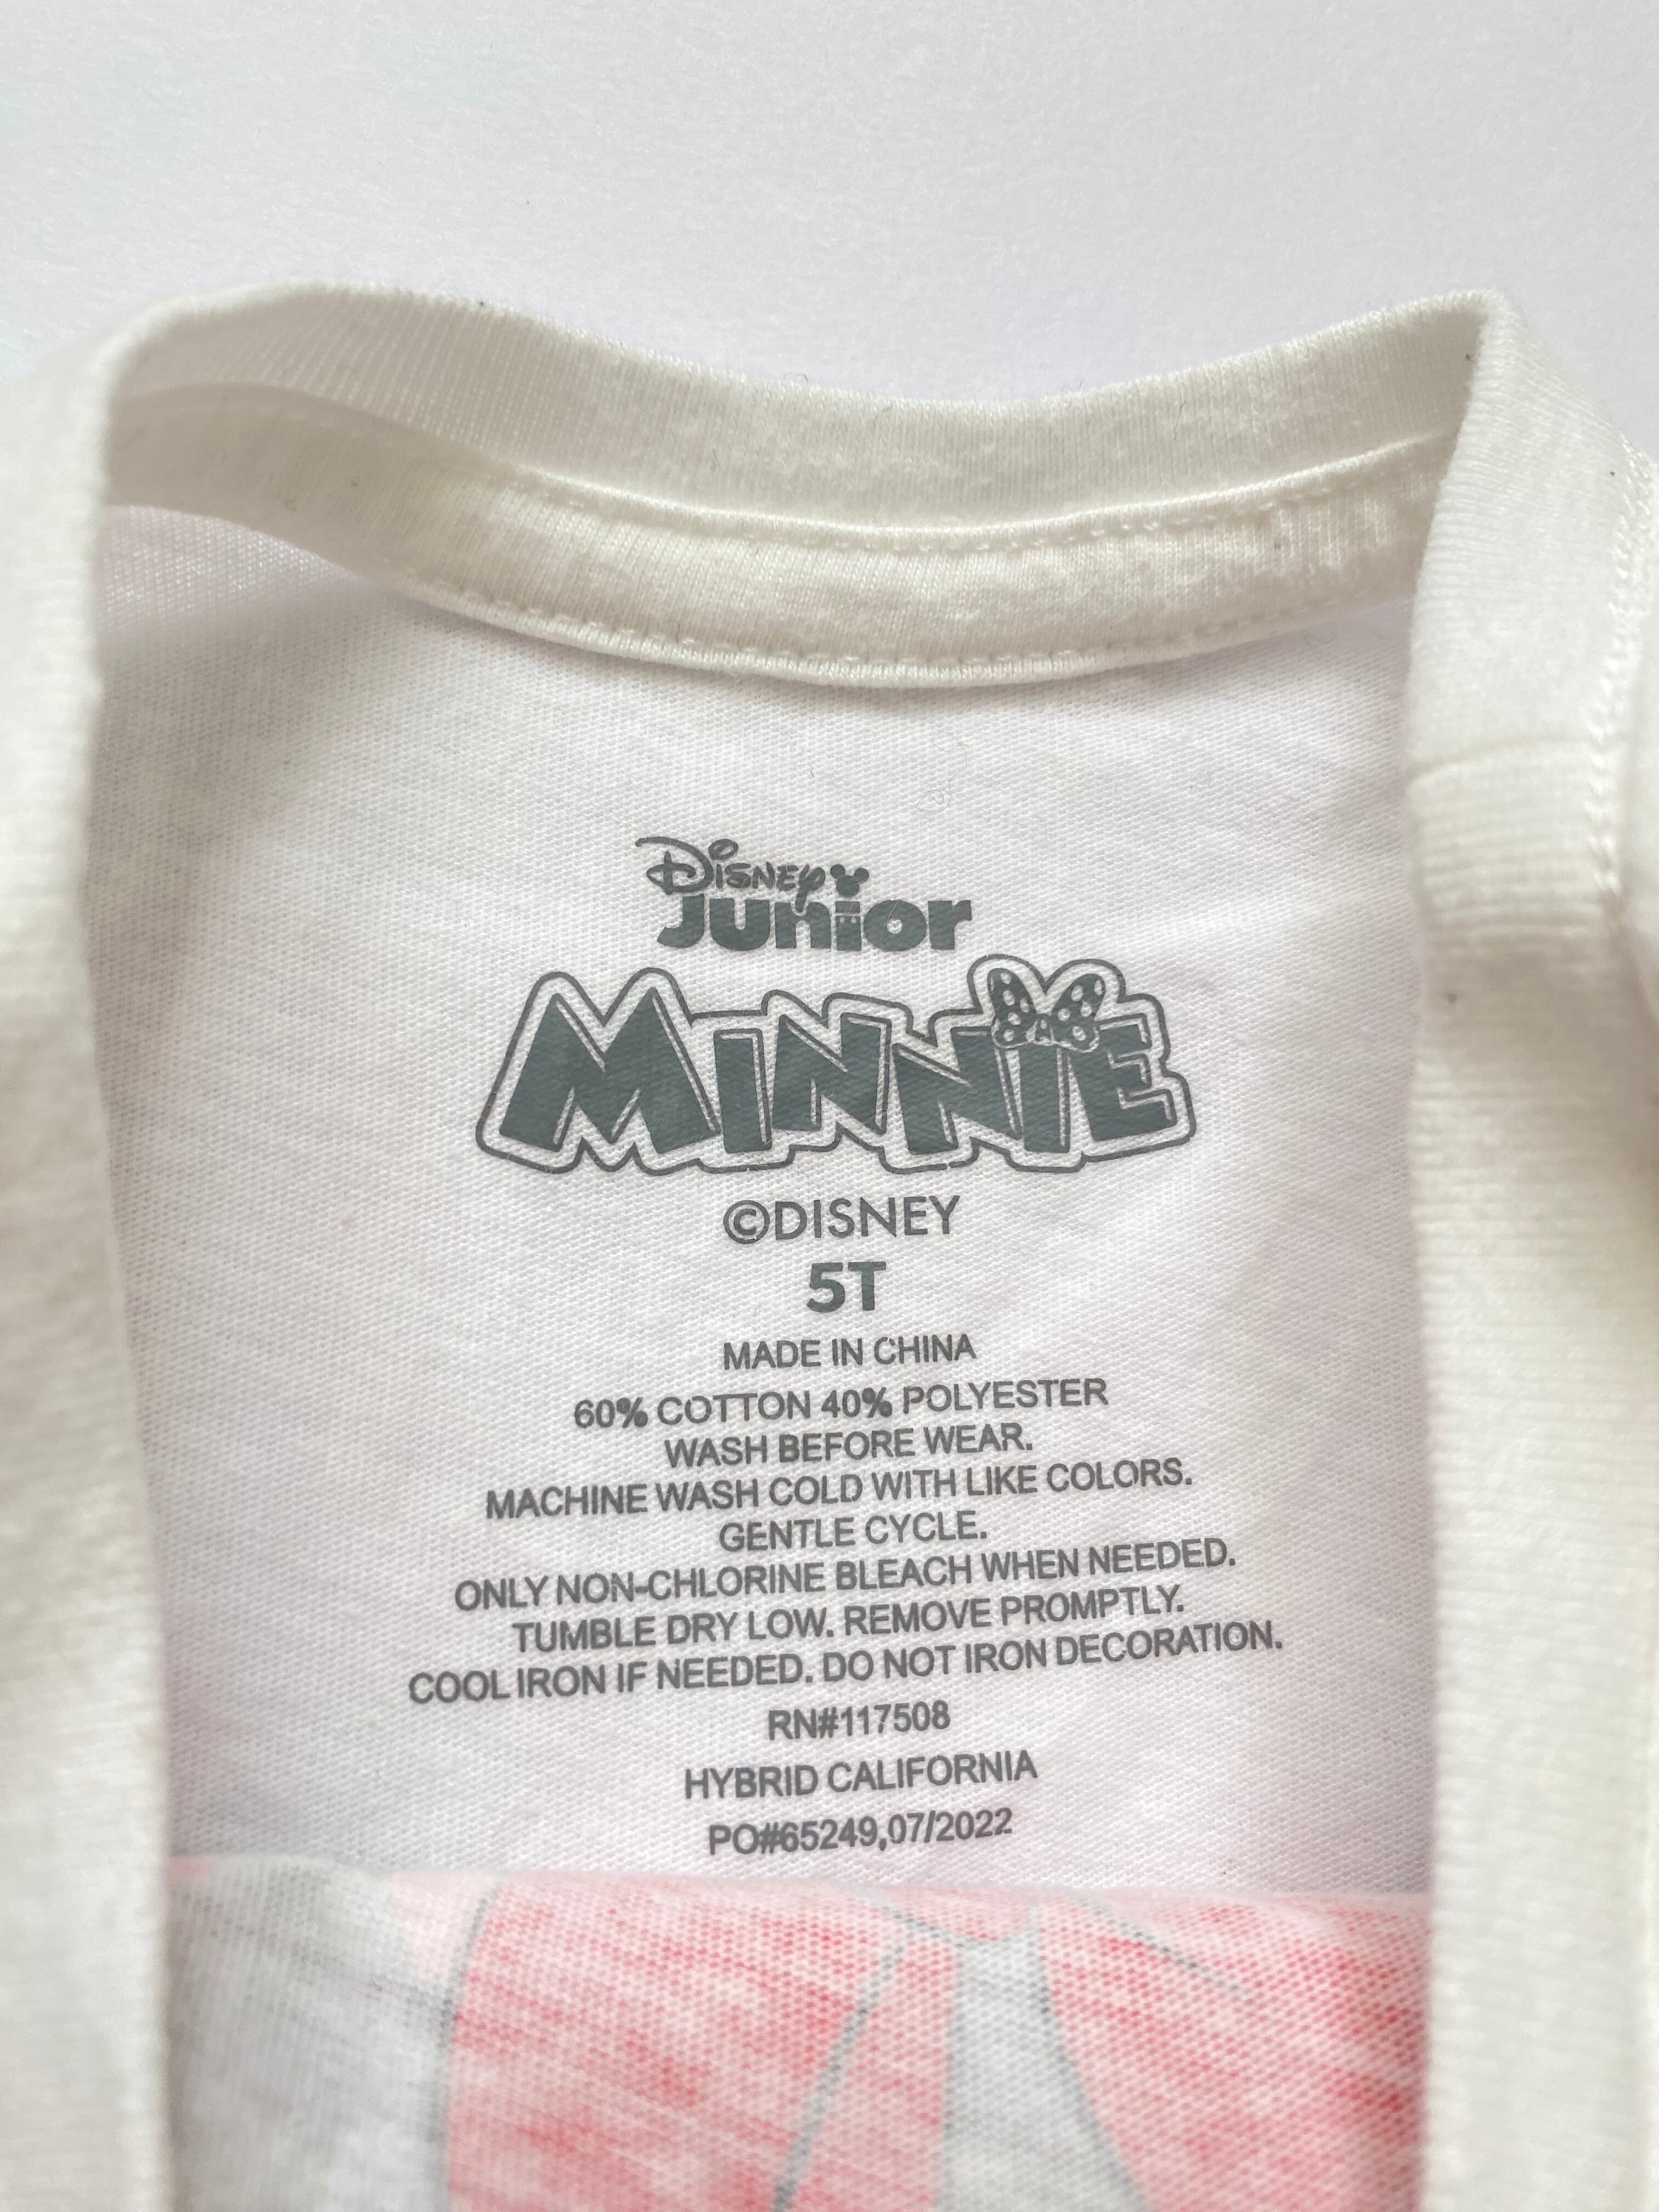 Disney
Junior
MINNIE
©DISNEY
5T
MADE IN CHINA
60% COTTON 40% POLYESTER
WASH BEFORE WEAR.
MACHINE WASH COLD WITH LIKE COLORS.
GENTLE CYCLE.
ONLY NON-CHLORINE BLEACH WHEN NEEDED.
TUMBLE DRY LOW. REMOVE PROMPTLY.
COOL IRON IF NEEDED. DO NOT IRON DECORATION.
RN#117508
HYBRID CALIFORNIA
PO#65249,07/2022